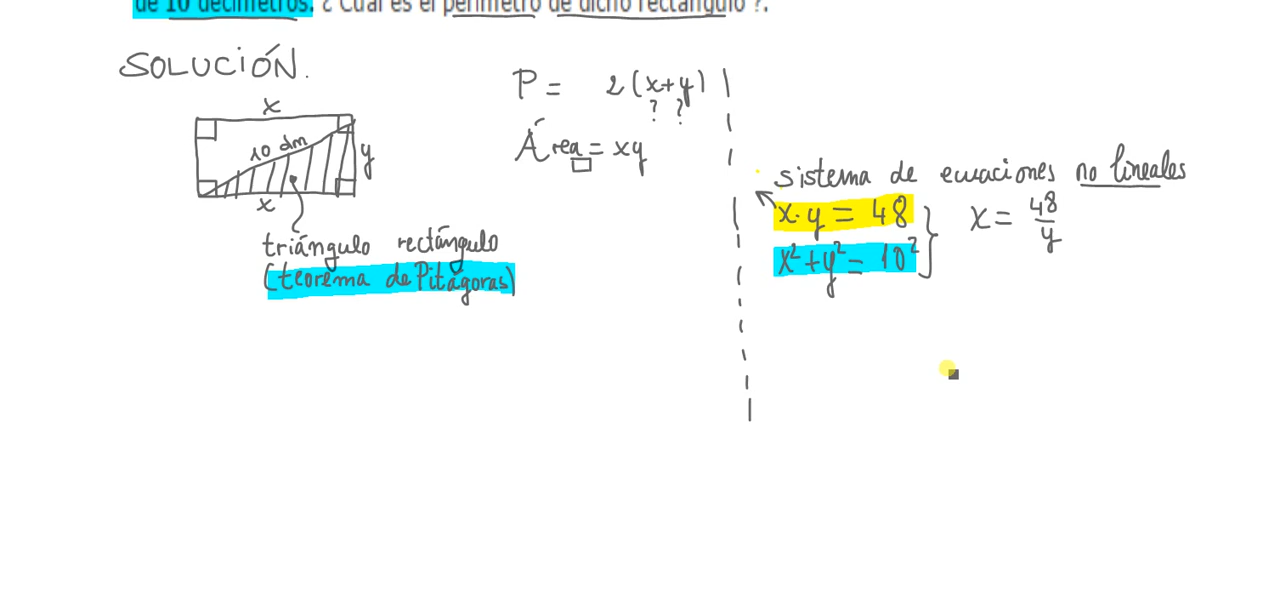 de 10 decímetros. ¿ Cuál es el perímetro de dicho rectángulo ?.
SOLUCIÓN.
x
10 dm
y
x
triángulo rectángulo
(teorema de Pitágoras)
P = 2(x+y)
? ?
Área = xy
sistema de ecuaciones no lineales
x·y = 48
x²+y² = 10²
x = 48/y